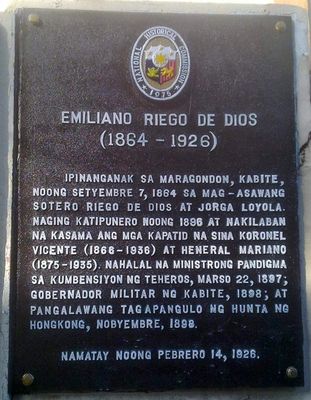 NATIONAL HISTORICAL COMMISSION
1975
EMILIANO RIEGO DE DIOS
(1864 - 1926)
IPINANGANAK SA MARAGONDON, KABITE,
NOONG SETYEMBRE 7, 1864 SA MAG-ASAWANG
SOTERO RIEGO DE DIOS AT JORGA LOYOLA.
NAGING KATIPUNERO NOONG 1896 AT NAKILABAN
NA KASAMA ANG MGA KAPATID NA SINA KORONEL
VICENTE (1866-1936) AT HENERAL MARIANO
(1875-1935). NAHALAL NA MINISTRONG PANDIGMA
SA KUMBENSIYON NG TEHEROS, MARSO 22, 1897;
GOBERNADOR MILITAR NG KABITE, 1898; AT
PANGALAWANG TAGAPANGULO NG HUNTA NG
HONGKONG, NOBYEMBRE, 1898.
NAMATAY NOONG PEBRERO 14, 1926.